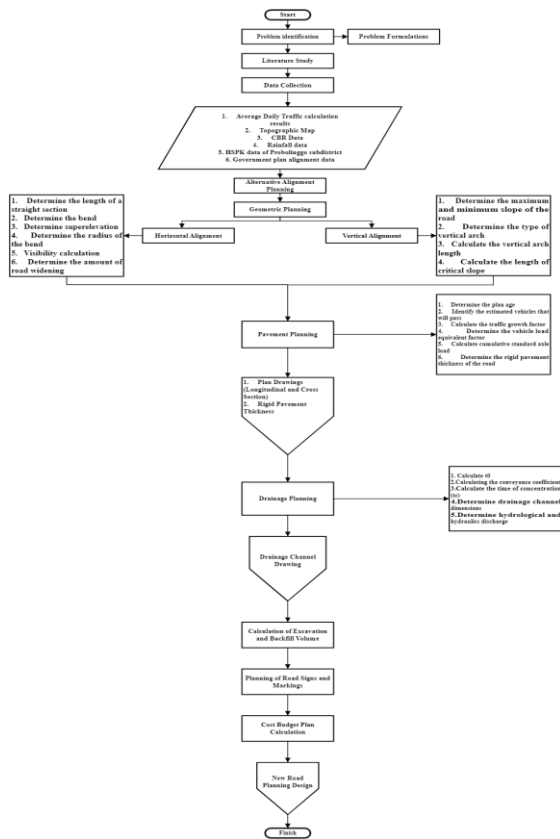 Start
Problem identification
Problem Formulations
Literature Study
Data Collection
1. Average Daily Traffic calculation
results
2. Topographic Map
3. CBR Data
4. Rainfall data
5. HSPK data of Probolinggo subdistrict
6. Government plan alignment data
Alternative Alignment
Planning
Geometric Planning
Horizontal Alignment
Vertical Alignment
1. Determine the length of a
straight section
2. Determine the bend
3. Determine superelevation
4. Determine the radius of
the bend
5. Visibility calculation
6. Determine the amount of
road widening
1. Determine the maximum
and minimum slope of the
road
2. Determine the type of
vertical arch
3. Calculate the vertical arch
length
4. Calculate the length of
critical slope
Pavement Planning
1. Determine the plan age
2. Identify the estimated vehicles that
will pass
3. Calculate the traffic growth factor
4. Determine the vehicle load
equivalent factor
5. Calculate cumulative standard axle
load
6. Determine the rigid pavement
thickness of the road
1. Plan Drawings
(Longitudinal and Cross
Section)
2. Rigid Pavement
Thickness
Drainage Planning
1. Calculate
2.Calculating the conveyance coefficient
3.Calculate the time of concentration
4.Determine drainage channel
dimensions
5.Determine hydrological and
hydraulics discharge
Drainage Channel
Drawing
Calculation of Excavation
and Backfill Volume
Planning of Road Signs and
Markings
Cost Budget Plan
Calculation
New Road
Planning Design
Finish